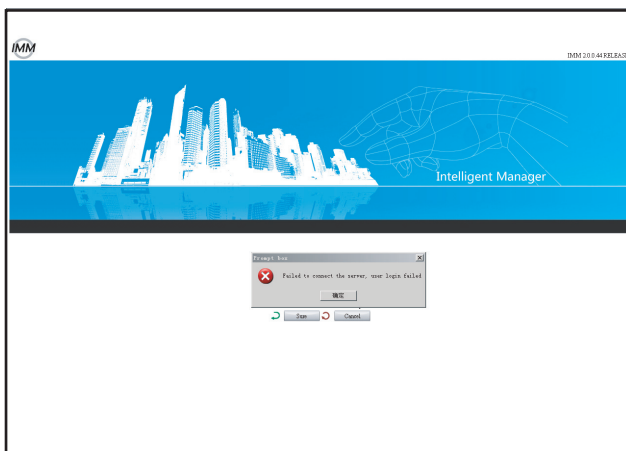 IMM
IMM 2.0.0.44 RELEAS
Intelligent Manager
Prompt box
Failed to connect the server, user login failed
确定
Sure
Cancel